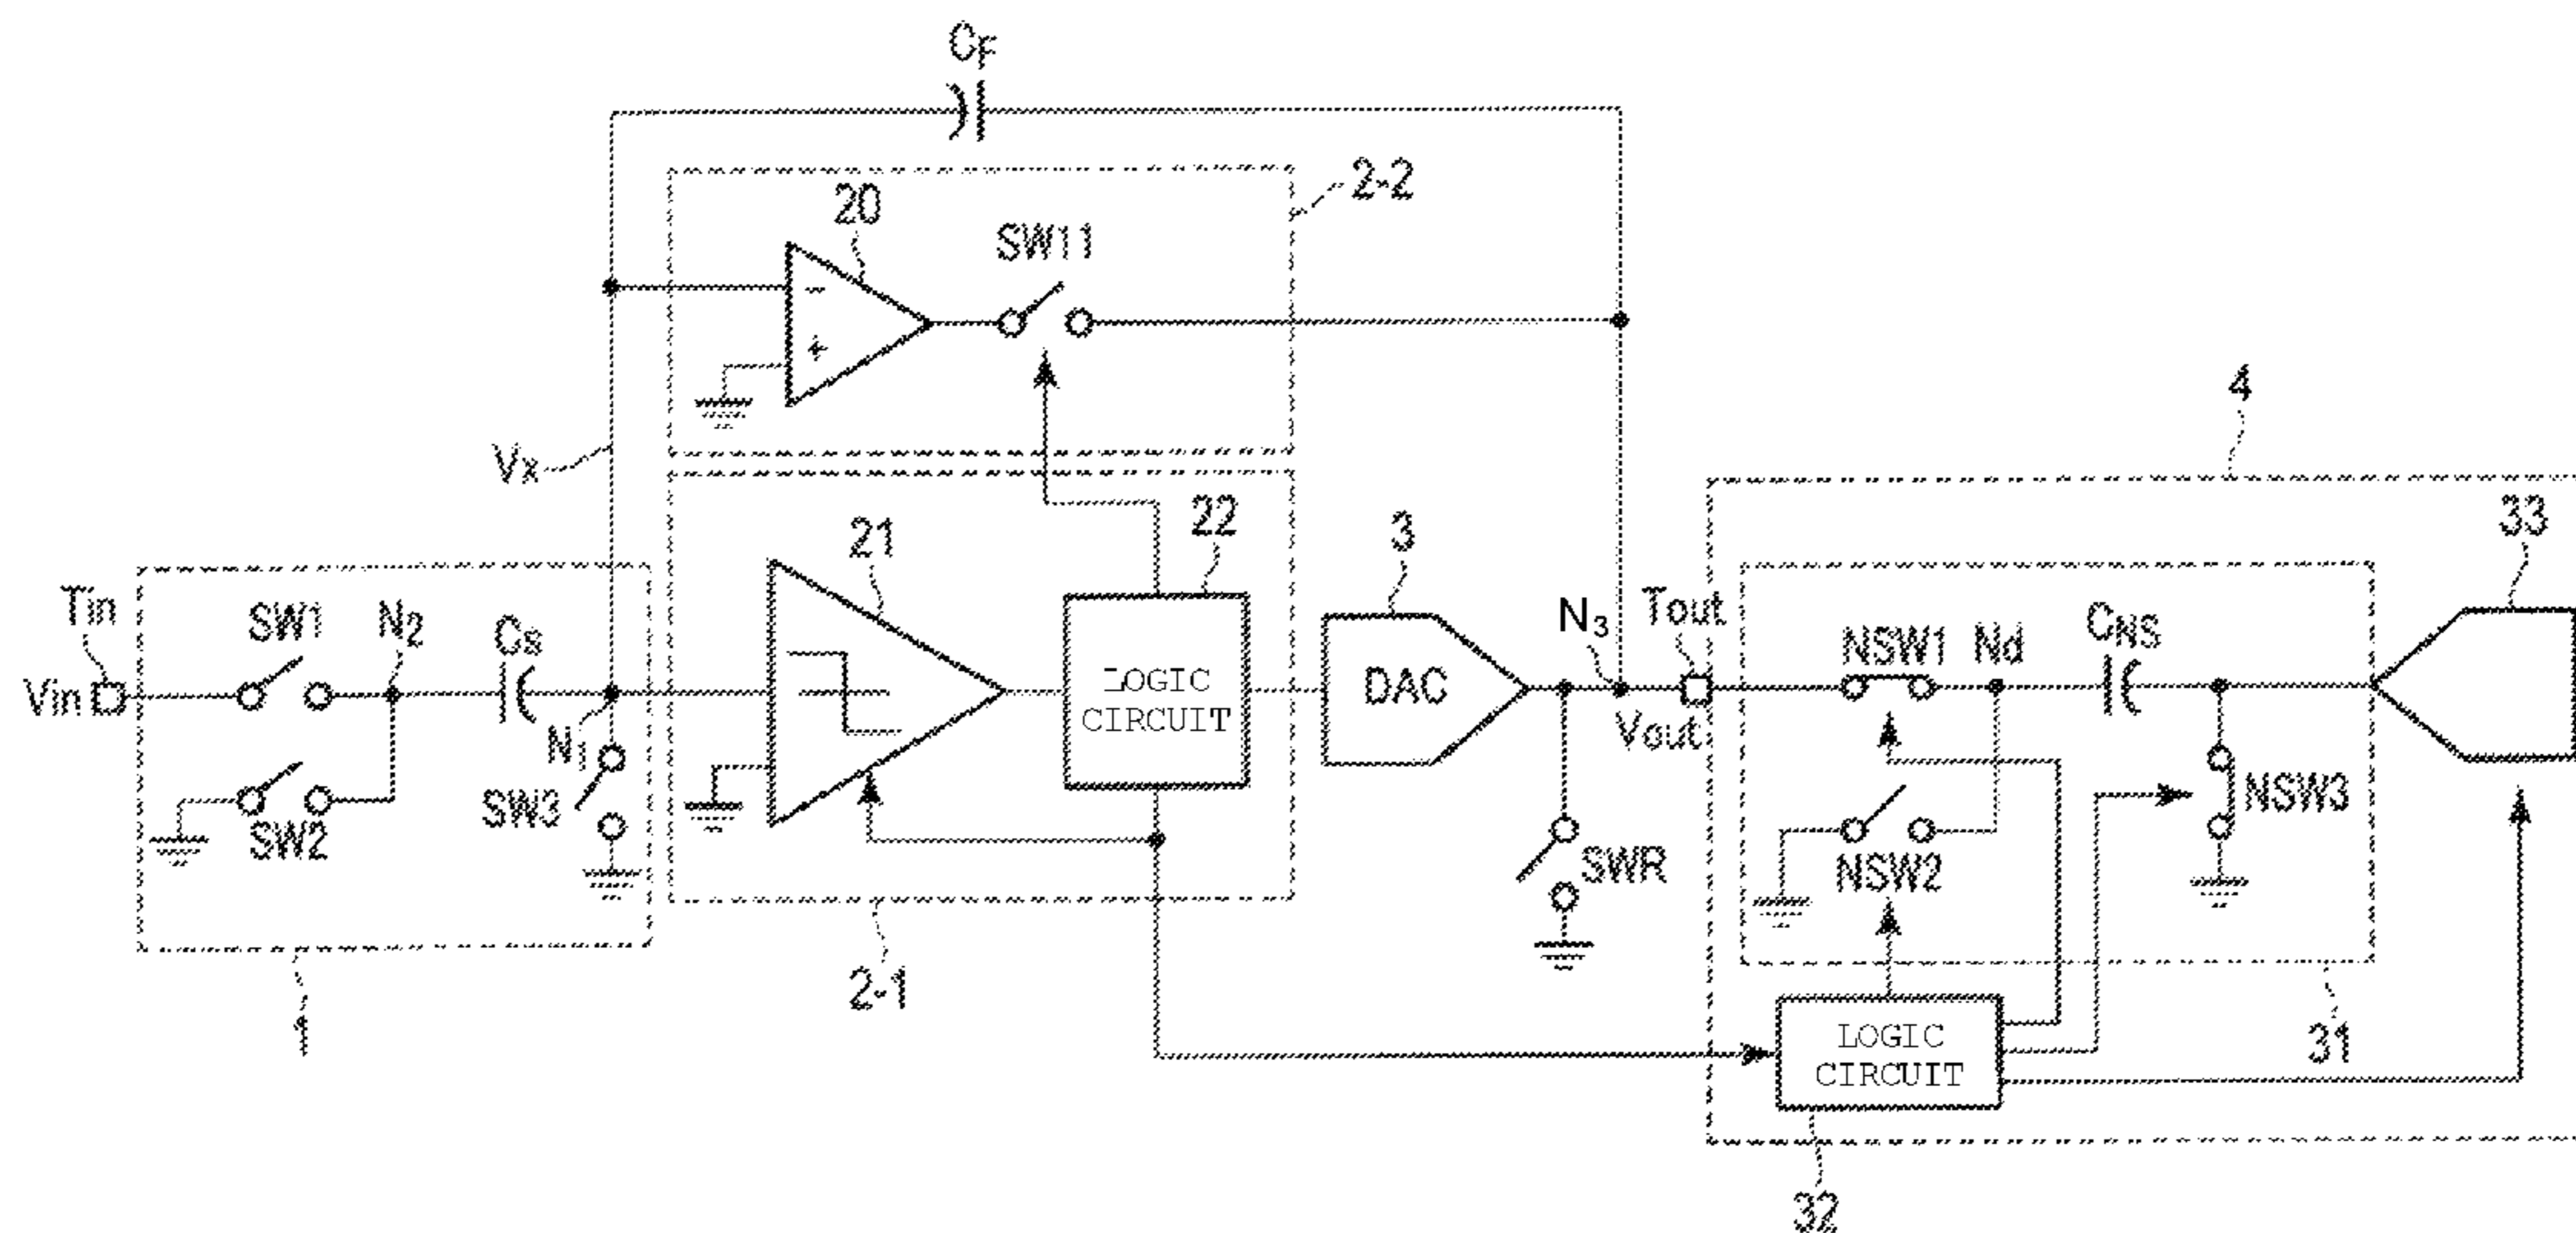 CF
2-2
20
SW11
Vx
4
21
22
3
33
Tin
SW1
N2
Cs
N3
Tout
NSW1
Nd
CNS
Vin
LOGIC
CIRCUIT
DAC
N1
Vout
SW3
SW2
NSW3
SWR
NSW2
2-1
1
LOGIC
CIRCUIT
31
32
-
+